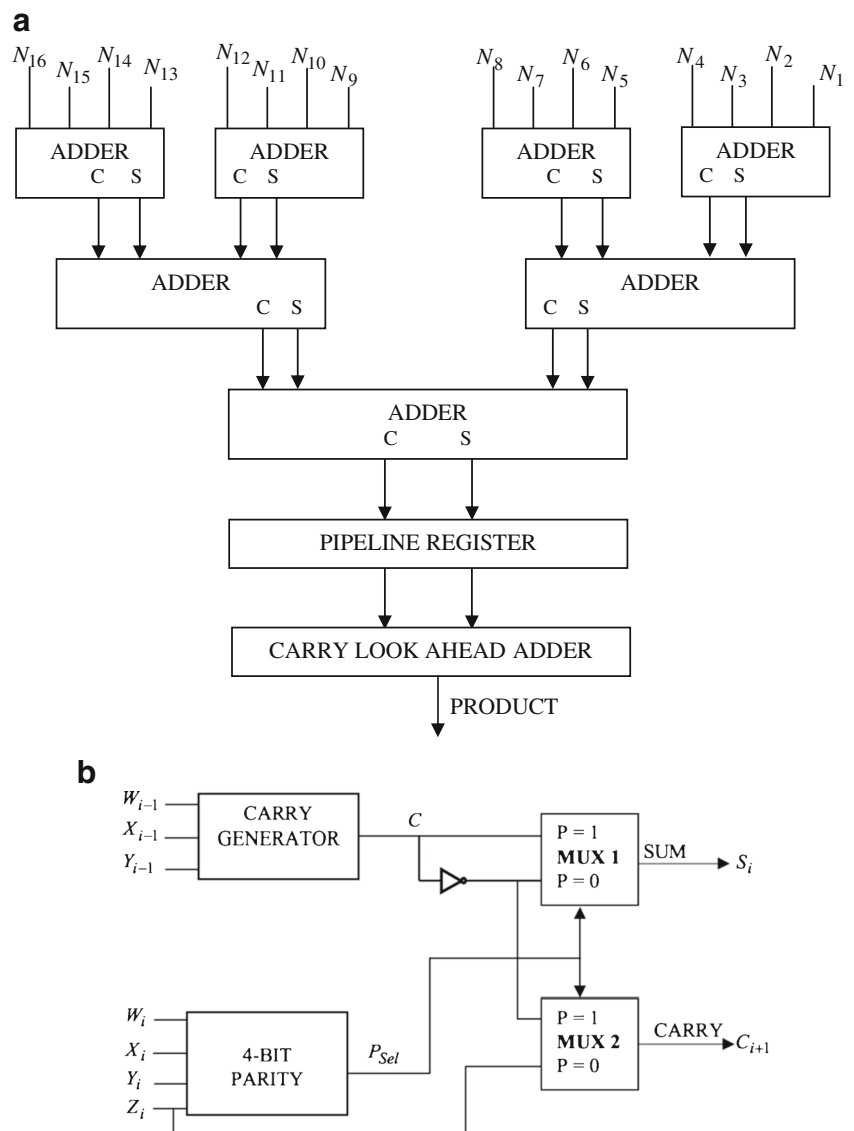 a
N16 N15 N14 N13 N12 N11 N10 N9 N8 N7 N6 N5 N4 N3 N2 N1
ADDER ADDER ADDER ADDER
C S C S C S C S
ADDER ADDER
C S C S
ADDER
C S
PIPELINE REGISTER
CARRY LOOK AHEAD ADDER
PRODUCT
b
Wi−1
Xi−1
Yi−1
CARRY
GENERATOR
C
P = 1
MUX 1
P = 0
SUM
Si
Wi
Xi
Yi
Zi
4-BIT
PARITY
PSel
P = 1
MUX 2
P = 0
CARRY
Ci+1